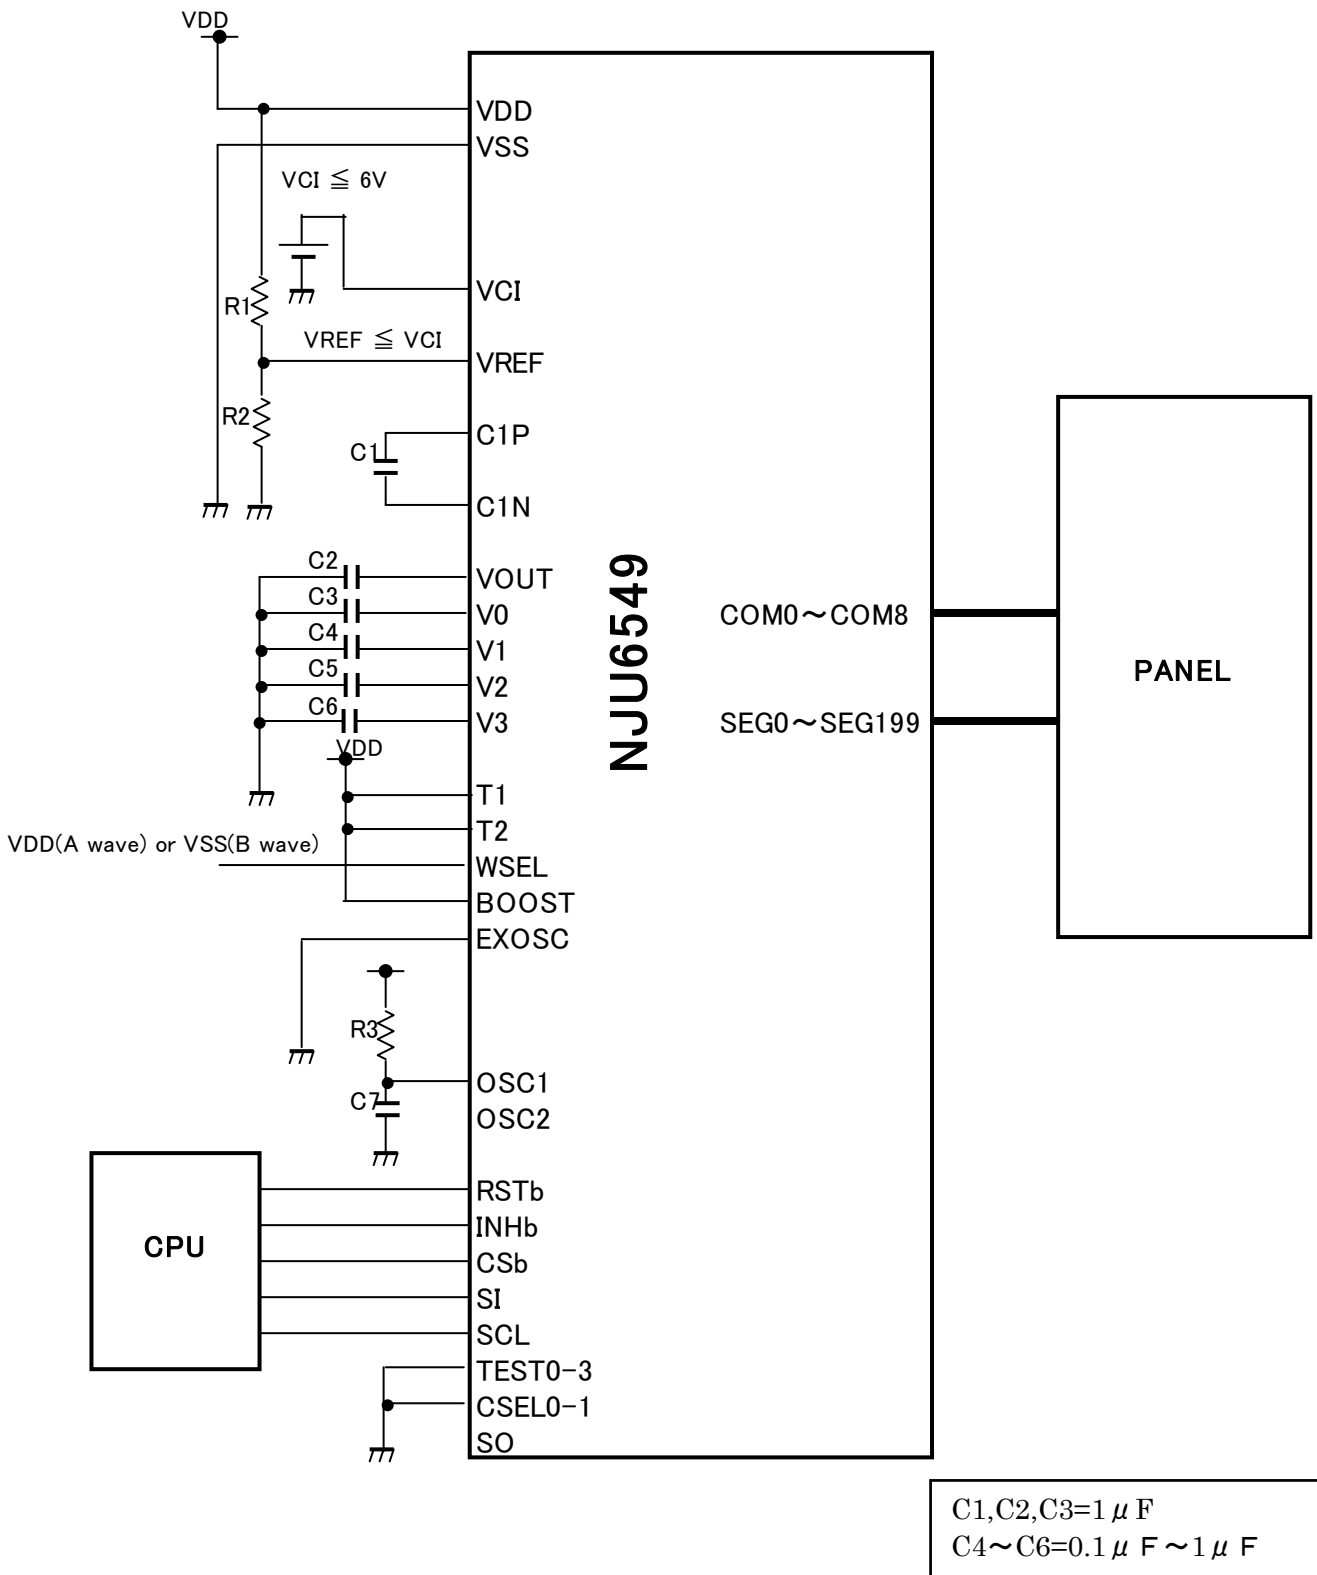 VDD
VDD
VSS
VCI ≦ 6V
VCI
R1
VREF ≦ VCI
VREF
R2
C1P
C1
C1N
C2
VOUT
C3
V0
C4
V1
C5
V2
C6
V3
VDD
T1
T2
VDD(A wave) or VSS(B wave)
WSEL
BOOST
EXOSC
R3
OSC1
C7
OSC2
RSTb
INHb
CSb
SI
SCL
TEST0-3
CSEL0-1
SO
CPU
NJU6549
COM0～COM8
SEG0～SEG199
PANEL
C1,C2,C3=1μF
C4～C6=0.1μF～1μF